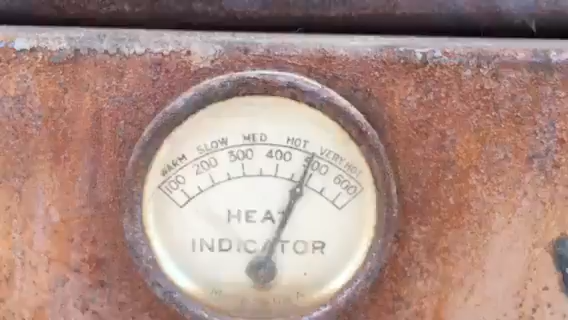 WARM SLOW MED HOT VERY HOT
100 200 300 400 500 600
HEAT
INDICATOR